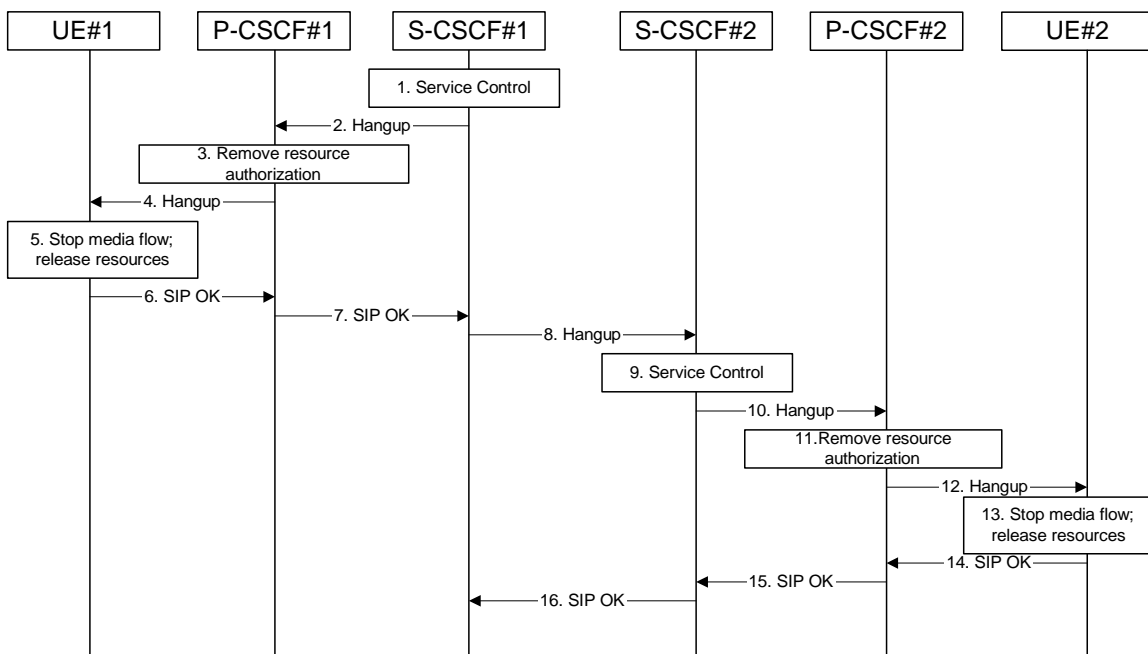 UE#1
P-CSCF#1
S-CSCF#1
S-CSCF#2
P-CSCF#2
UE#2
1. Service Control
2. Hangup
3. Remove resource
authorization
4. Hangup
5. Stop media flow;
release resources
6. SIP OK
7. SIP OK
8. Hangup
9. Service Control
10. Hangup
11.Remove resource
authorization
12. Hangup
13. Stop media flow;
release resources
14. SIP OK
15. SIP OK
16. SIP OK